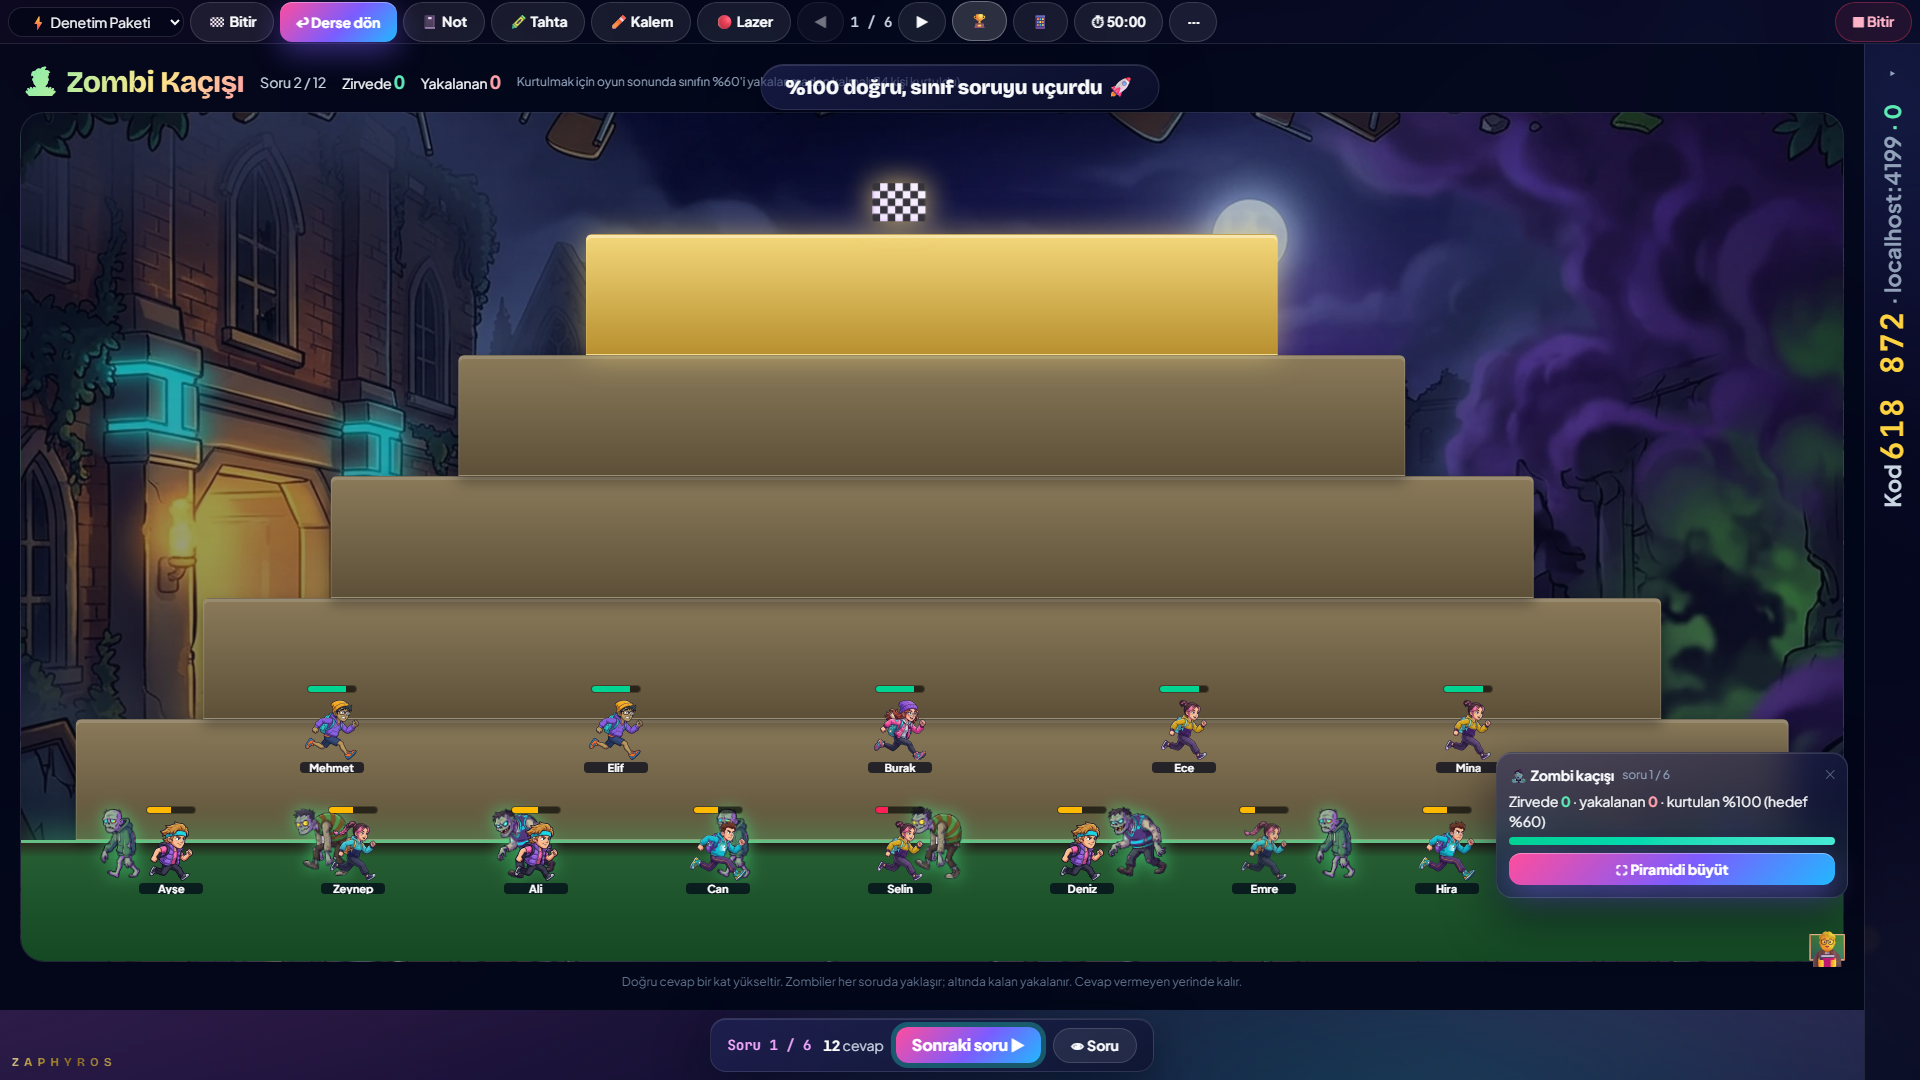 Denetim Paketi
Bitir
Derse dön
Not
Tahta
Kalem
Lazer
1 / 6
50:00
Bitir
Zombi Kaçışı
Soru 2 / 12
Zirvede 0
Yakalanan 0
Kurtulmak için oyun sonunda sınıfın %60'ı
%100 doğru, sınıf soruyu uçurdu
Kod 618 872 · localhost:4199 · 0
Mehmet
Elif
Burak
Ece
Mina
Ayşe
Zeynep
Ali
Can
Selin
Deniz
Emre
Hira
Zombi kaçışı soru 1 / 6
Zirvede 0 · yakalanan 0 · kurtulan %100 (hedef
%60)
Piramidi büyüt
Doğru cevap bir kat yükseltir. Zombiler her soruda yaklaşır; altında kalan yakalanır. Cevap vermeyen yerinde kalır.
Soru 1 / 6
12 cevap
Sonraki soru
Soru
ZAPHYROS